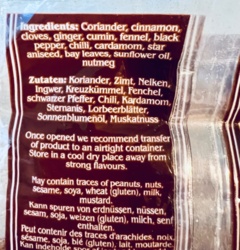 Ingredients: Coriander, cinnamon,
cloves, ginger, cumin, fennel, black
pepper, chilli, cardamom, star
aniseed, bay leaves, sunflower oil,
nutmeg
Zutaten: Koriander, Zimt, Nelken,
Ingwer, Kreuzkümmel, Fenchel,
schwarzer Pfeffer, Chili, Kardamom,
Sternanis, Lorbeerblätter,
Sonnenblumenöl, Muskatnuss
Once opened we recommend transfer
of product to an airtight container.
Store in a cool dry place away from
strong flavours.
May contain traces of peanuts, nuts,
sesame, soya, wheat (gluten), milk,
mustard.
Kann spuren von erdnüssen, nüssen,
sesam, soja, weizen (gluten), milch, senf
enthalten.
Peut contenir des traces d'arachides, noix,
sésame, soja, blé (gluten), lait, moutarde.
Kan indeholde spor af